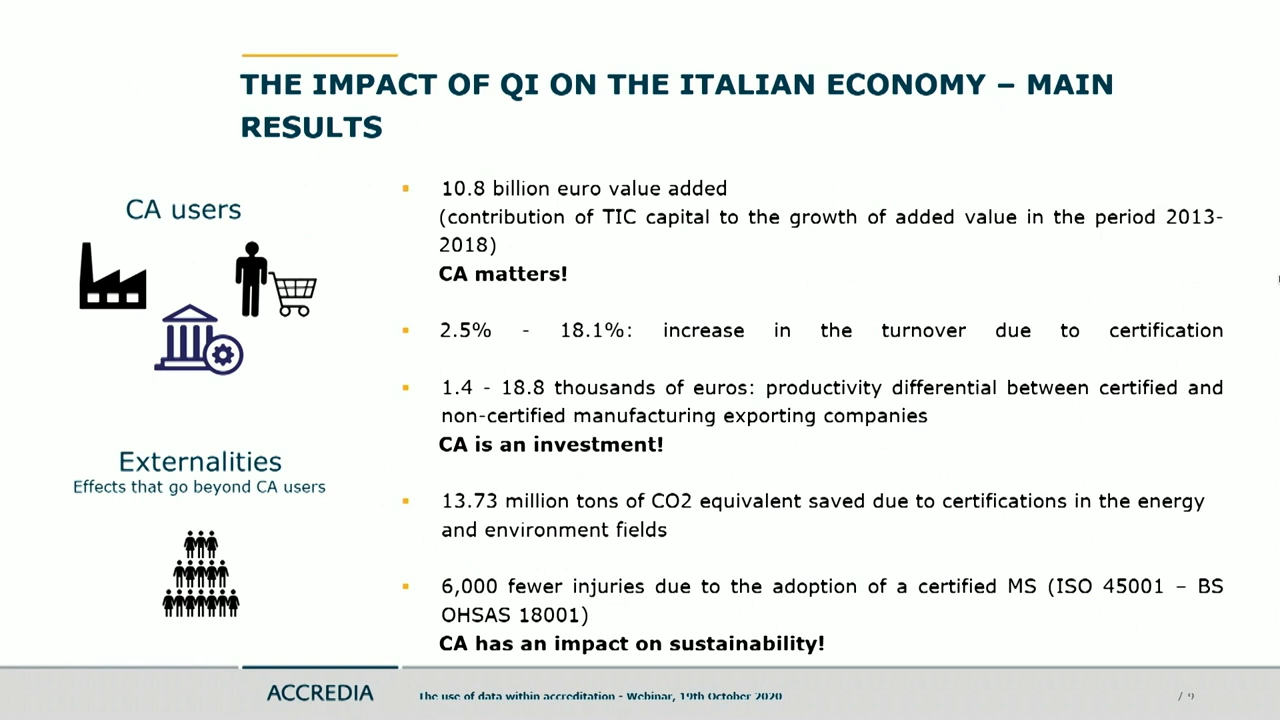 THE IMPACT OF QI ON THE ITALIAN ECONOMY – MAIN
RESULTS
CA users
▪ 10.8 billion euro value added
(contribution of TIC capital to the growth of added value in the period 2013-
2018)
CA matters!
▪ 2.5% - 18.1%: increase in the turnover due to certification
▪ 1.4 - 18.8 thousands of euros: productivity differential between certified and
non-certified manufacturing exporting companies
CA is an investment!
Externalities
Effects that go beyond CA users
▪ 13.73 million tons of CO2 equivalent saved due to certifications in the energy
and environment fields
▪ 6,000 fewer injuries due to the adoption of a certified MS (ISO 45001 – BS
OHSAS 18001)
CA has an impact on sustainability!
ACCREDIA
The use of data within accreditation - Webinar, 19th October 2020
/ 9